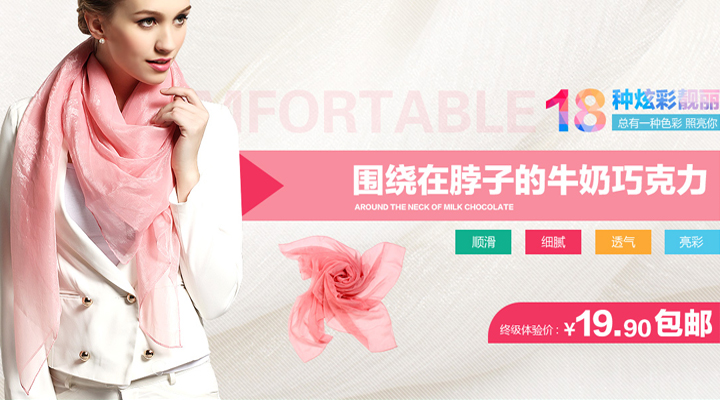 MFORTABLE
18
种炫彩靓丽
总有一种色彩 照亮你
围绕在脖子的牛奶巧克力
AROUND THE NECK OF MILK CHOCOLATE
顺滑 细腻 透气 亮彩
终级体验价：¥19.90包邮